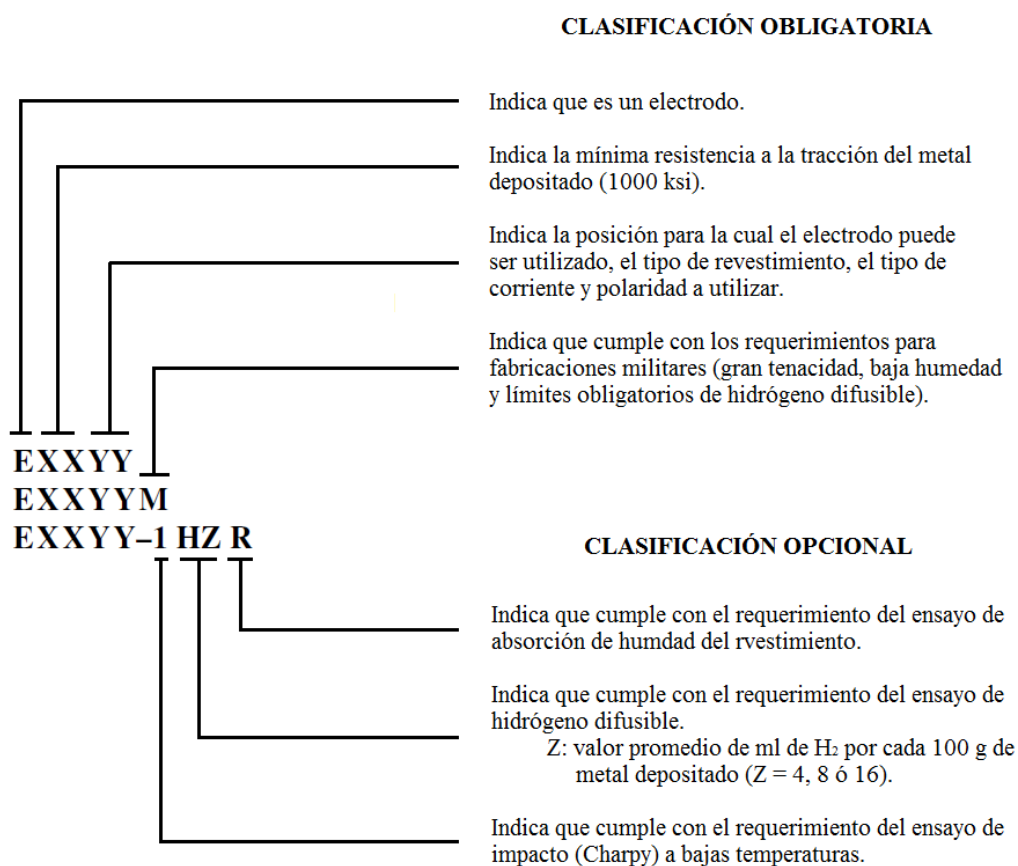 CLASIFICACIÓN OBLIGATORIA
Indica que es un electrodo.
Indica la mínima resistencia a la tracción del metal
depositado (1000 ksi).
Indica la posición para la cual el electrodo puede
ser utilizado, el tipo de revestimiento, el tipo de
corriente y polaridad a utilizar.
Indica que cumple con los requerimientos para
fabricaciones militares (gran tenacidad, baja humedad
y límites obligatorios de hidrógeno difusible).
EXXYY
EXXYYM
EXXYY–1 HZ R
CLASIFICACIÓN OPCIONAL
Indica que cumple con el requerimiento del ensayo de
absorción de humdad del rvestimiento.
Indica que cumple con el requerimiento del ensayo de
hidrógeno difusible.
Z: valor promedio de ml de H₂ por cada 100 g de
metal depositado (Z = 4, 8 ó 16).
Indica que cumple con el requerimiento del ensayo de
impacto (Charpy) a bajas temperaturas.